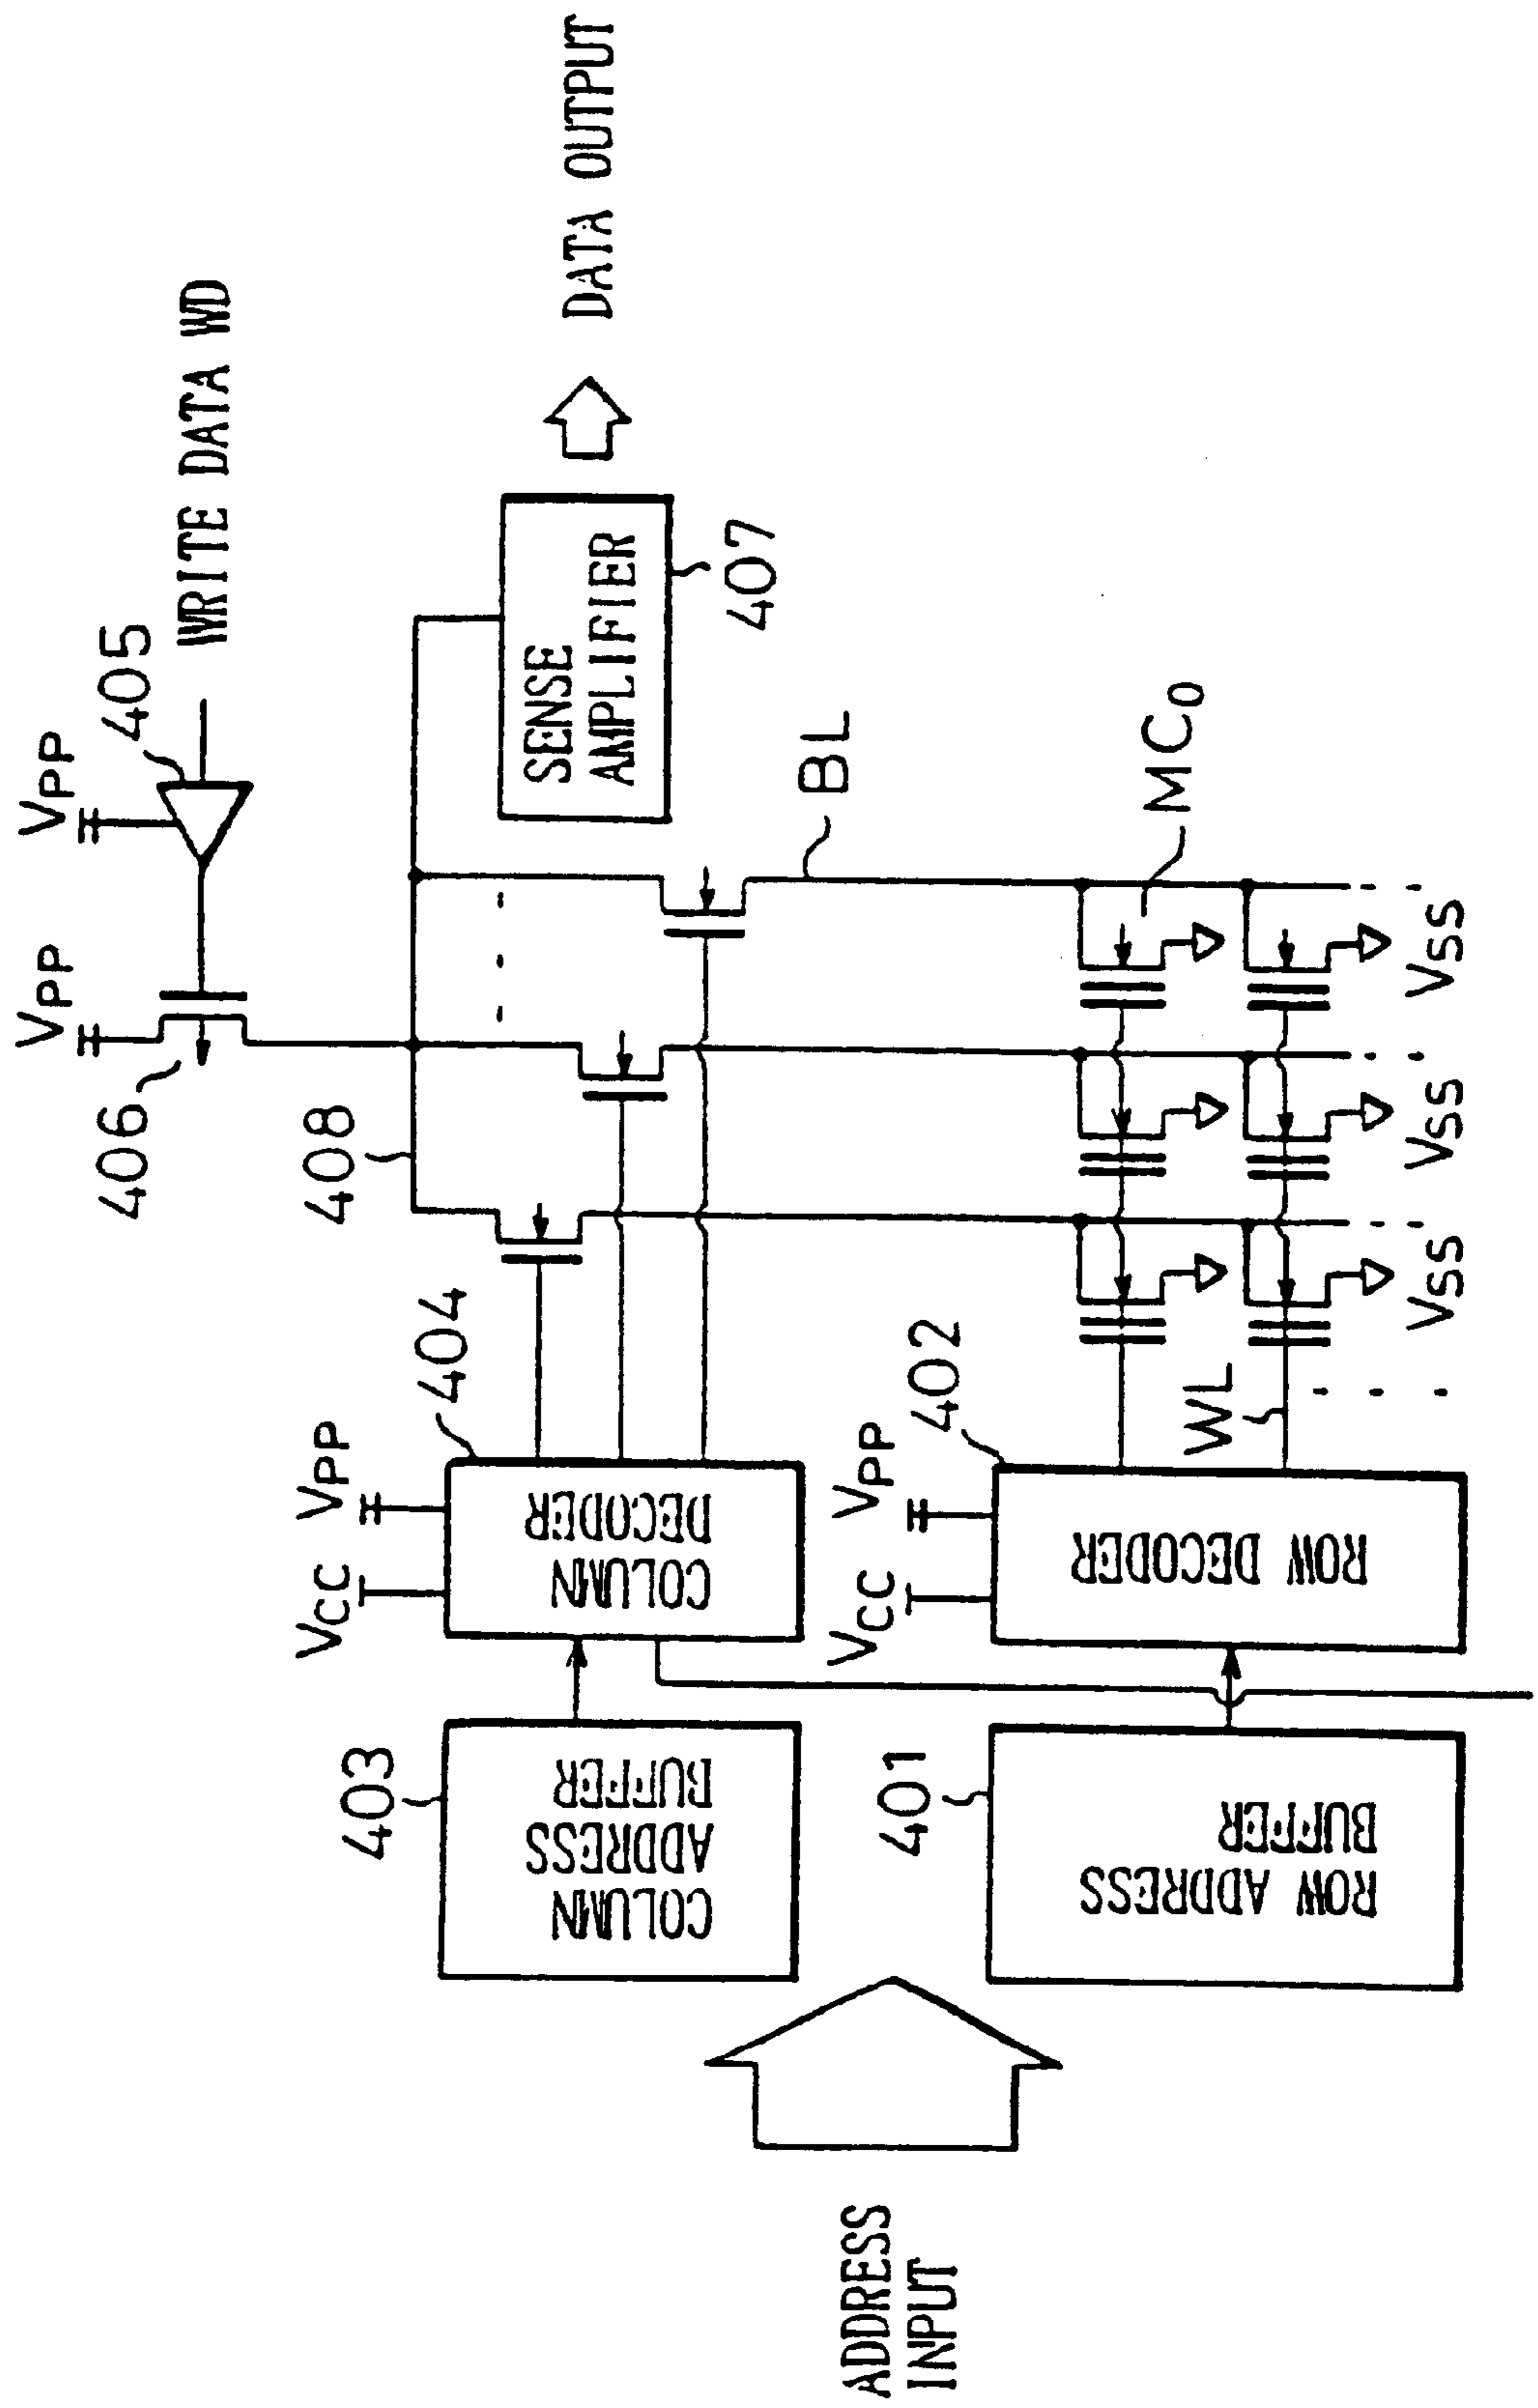 VPP
VPP
405
WRITE DATA WD
406
408
SENSE
AMPLIFIER
407
DATA OUTPUT
VCC
VPP
404
403
COLUMN
ADDRESS
BUFFER
COLUMN
DECODER
BL
ADDRESS
INPUT
VCC
VPP
402
401
ROW ADDRESS
BUFFER
ROW DECODER
WL
MC0
VSS
VSS
VSS